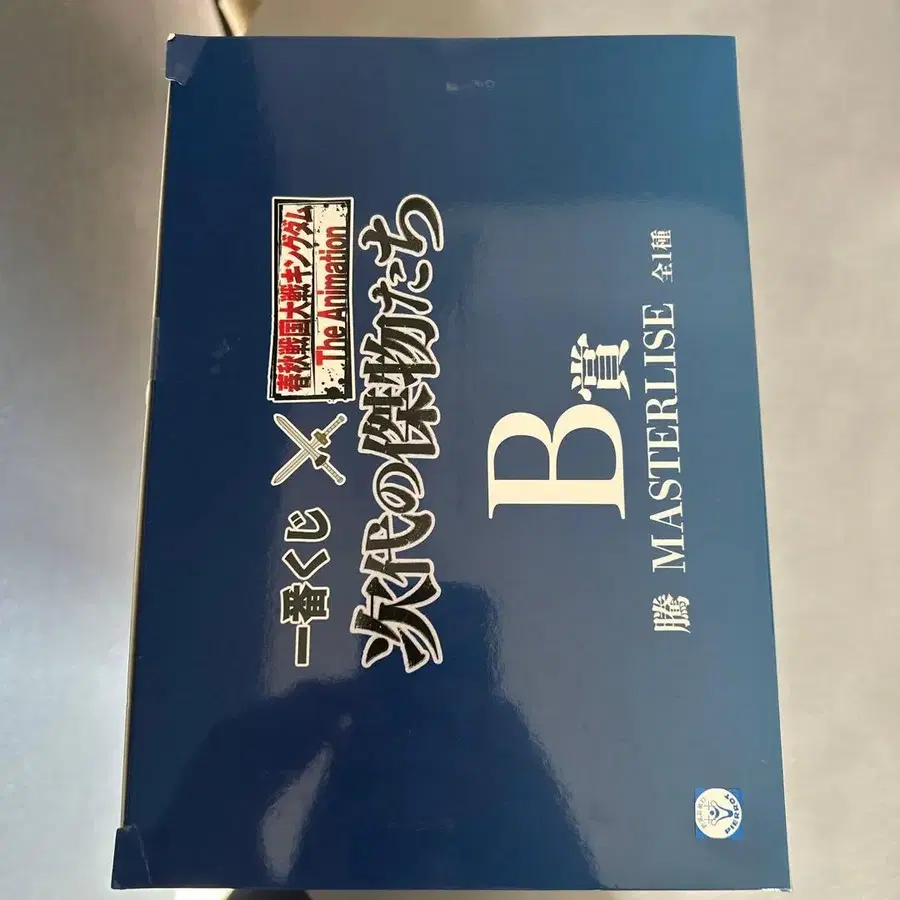 一番くじ
春秋戦国大戦キングダム
The Animation
次代の傑物たち
B賞
騰 MASTERLISE 全1種
PIERROT